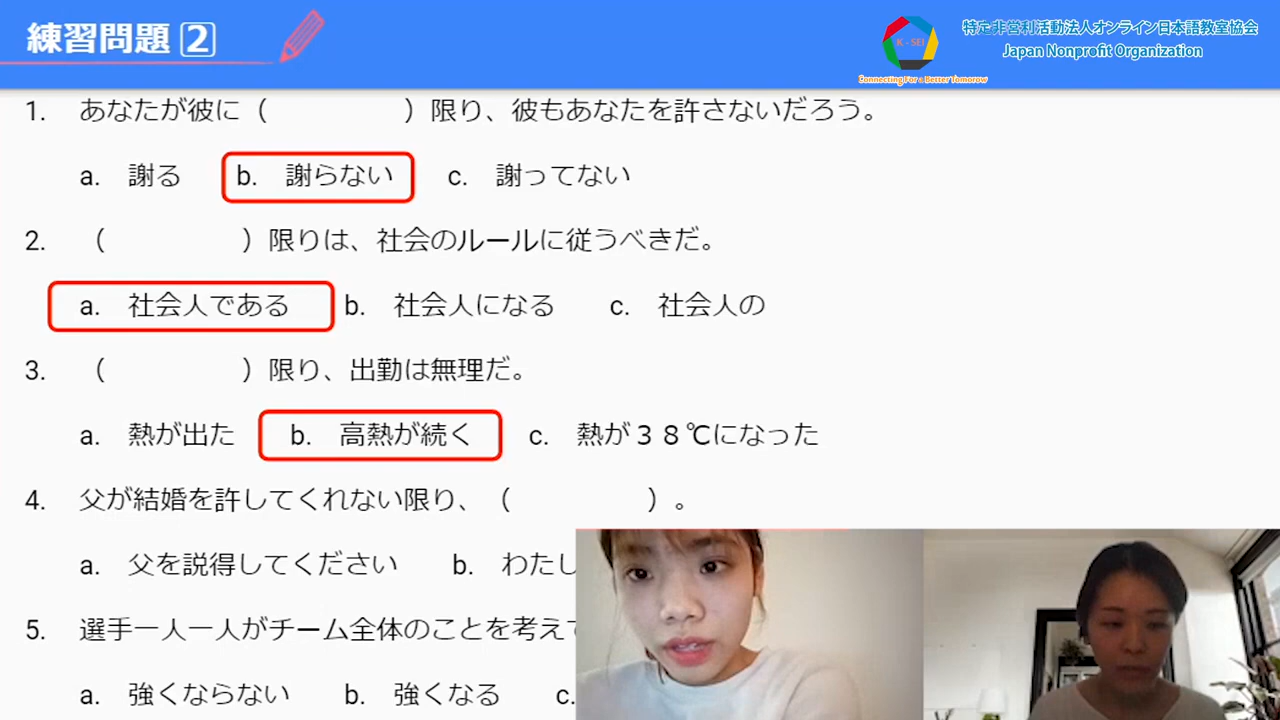 練習問題 2
K - SEI
Connecting For a Better Tomorrow
特定非営利活動法人オンライン日本語教室協会
Japan Nonprofit Organization
1. あなたが彼に（ ）限り、彼もあなたを許さないだろう。
a. 謝る b. 謝らない c. 謝ってない
2. （ ）限りは、社会のルールに従うべきだ。
a. 社会人である b. 社会人になる c. 社会人の
3. （ ）限り、出勤は無理だ。
a. 熱が出た b. 高熱が続く c. 熱が３８℃になった
4. 父が結婚を許してくれない限り、（ ）。
a. 父を説得してください b. わたし
5. 選手一人一人がチーム全体のことを考えて
a. 強くならない b. 強くなる c.